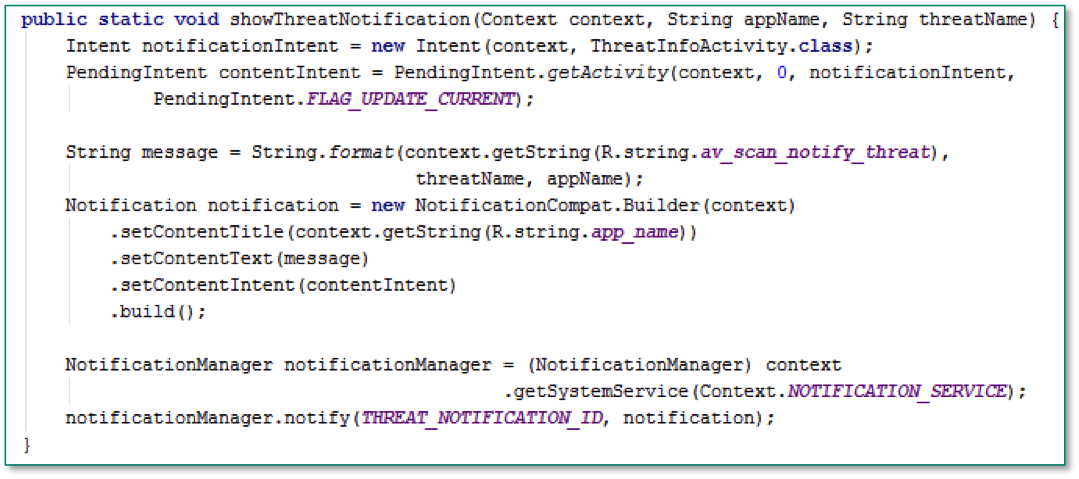 public static void showThreatNotification(Context context, String appName, String threatName) {
Intent notificationIntent = new Intent(context, ThreatInfoActivity.class);
PendingIntent contentIntent = PendingIntent.getActivity(context, 0, notificationIntent,
PendingIntent.FLAG_UPDATE_CURRENT);
String message = String.format(context.getString(R.string.av_scan_notify_threat),
threatName, appName);
Notification notification = new NotificationCompat.Builder(context)
.setContentTitle(context.getString(R.string.app_name))
.setContentText(message)
.setContentIntent(contentIntent)
.build();
NotificationManager notificationManager = (NotificationManager) context
.getSystemService(Context.NOTIFICATION_SERVICE);
notificationManager.notify(THREAT_NOTIFICATION_ID, notification);
}